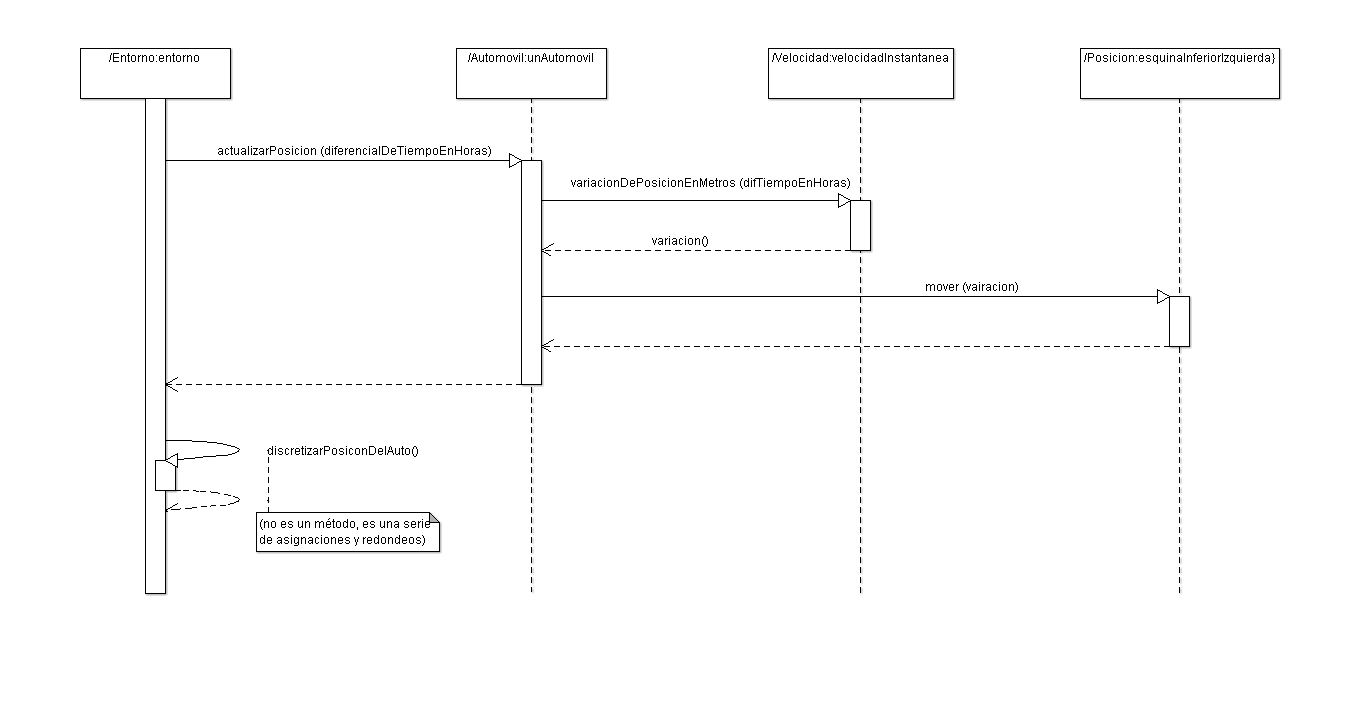 /Entorno:entorno
/Automovil:unAutomovil
/Velocidad:velocidadInstantanea
/Posicion:esquinaInferiorIzquierda}
actualizarPosicion (diferencialDeTiempoEnHoras)
variacionDePosicionEnMetros (difTiempoEnHoras)
variacion()
mover (vairacion)
discretizarPosiconDelAuto()
(no es un método, es una serie
de asignaciones y redondeos)